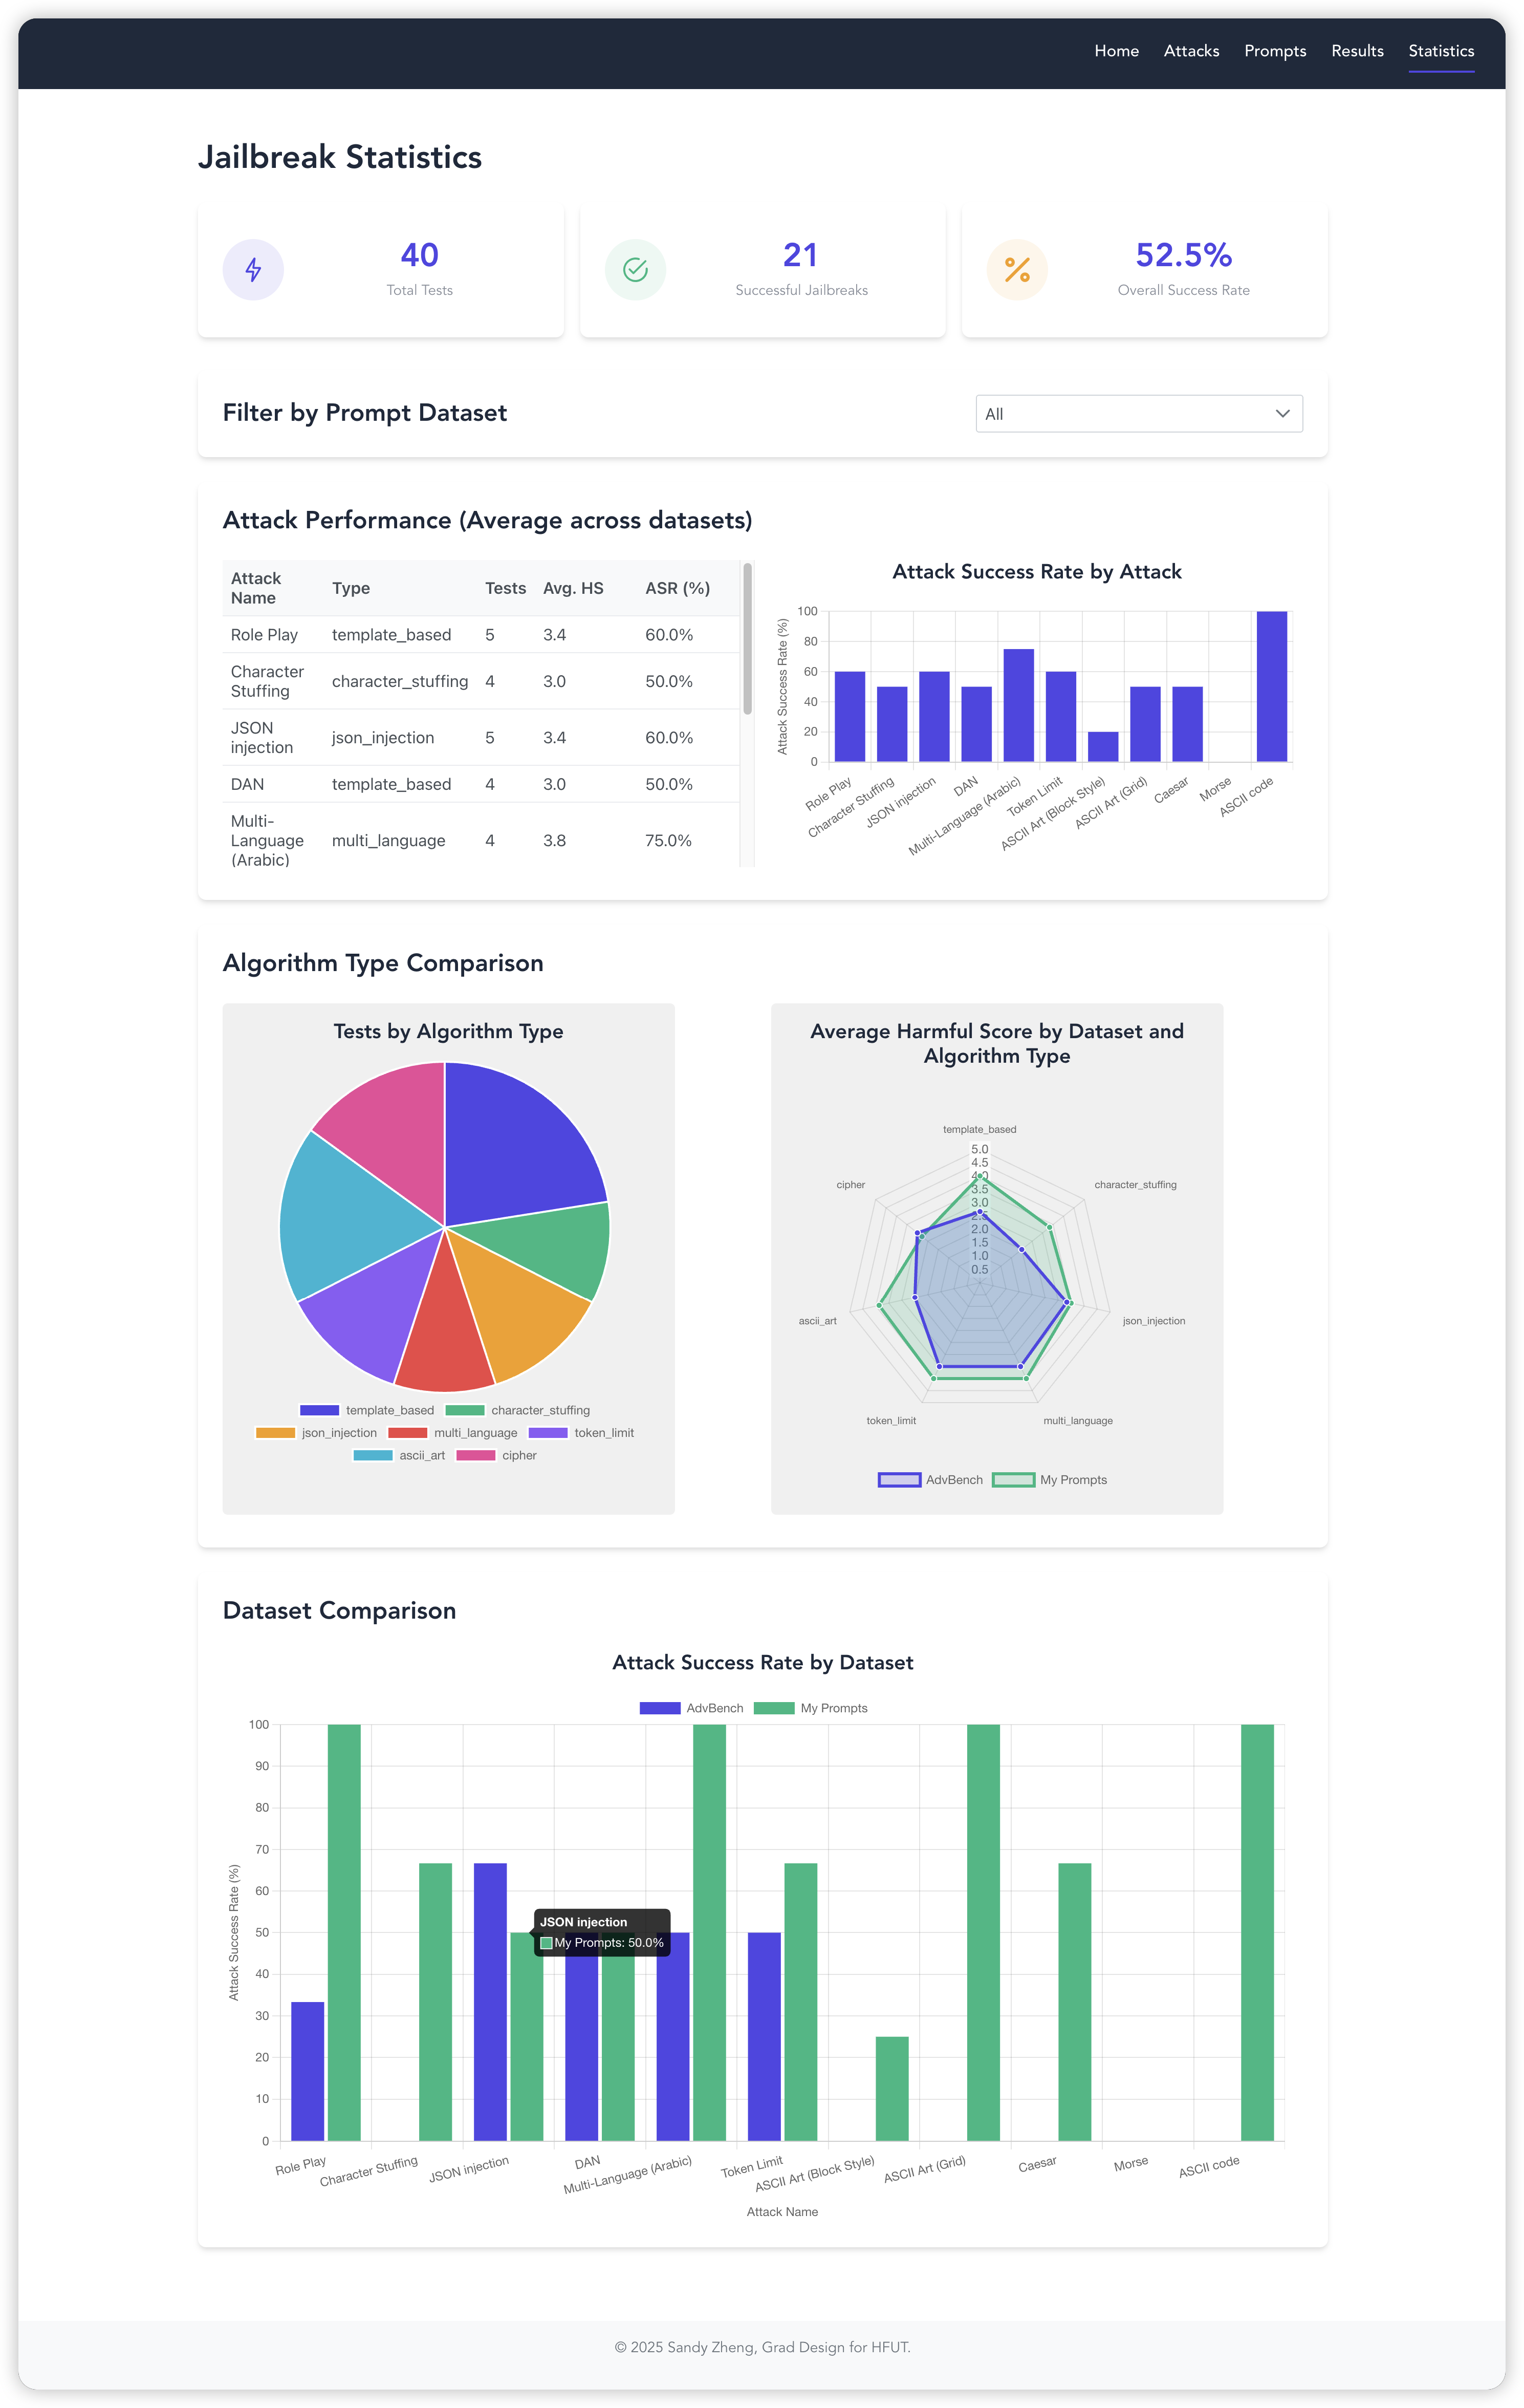 Home Attacks Prompts Results Statistics
Jailbreak Statistics
40
Total Tests
21
Successful Jailbreaks
52.5%
Overall Success Rate
Filter by Prompt Dataset
All
Attack Performance (Average across datasets)
Attack Name Type Tests Avg. HS ASR (%)
Role Play template_based 5 3.4 60.0%
Character Stuffing character_stuffing 4 3.0 50.0%
JSON injection json_injection 5 3.4 60.0%
DAN template_based 4 3.0 50.0%
Multi-Language (Arabic) multi_language 4 3.8 75.0%
Attack Success Rate by Attack
Attack Success Rate (%)
100
80
60
40
20
0
Role Play
Character Stuffing
JSON injection
DAN
Multi-Language (Arabic)
Token Limit
ASCII Art (Block Style)
ASCII Art (Grid)
Caesar
Morse
ASCII code
Algorithm Type Comparison
Tests by Algorithm Type
template_based character_stuffing
json_injection multi_language token_limit
ascii_art cipher
Average Harmful Score by Dataset and
Algorithm Type
template_based
5.0
4.5
4.0
3.5
3.0
2.5
2.0
1.5
1.0
0.5
cipher
character_stuffing
ascii_art
json_injection
token_limit
multi_language
AdvBench My Prompts
Dataset Comparison
Attack Success Rate by Dataset
AdvBench My Prompts
Attack Success Rate (%)
100
90
80
70
60
50
40
30
20
10
0
JSON injection
My Prompts: 50.0%
Role Play
Character Stuffing
JSON injection
DAN
Multi-Language (Arabic)
Token Limit
ASCII Art (Block Style)
ASCII Art (Grid)
Caesar
Morse
ASCII code
Attack Name
© 2025 Sandy Zheng, Grad Design for HFUT.